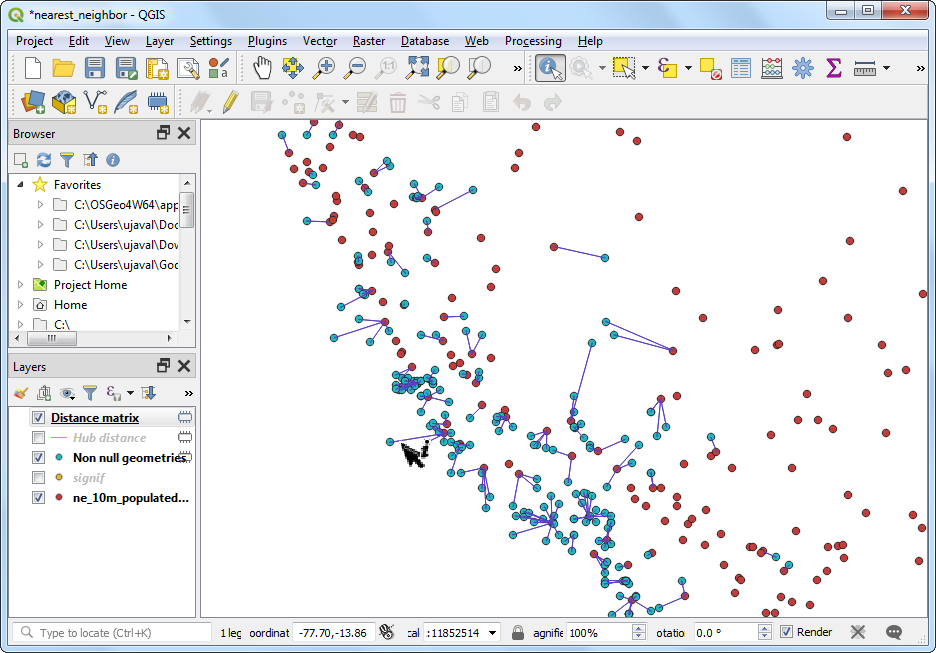 *nearest_neighbor - QGIS
Project Edit View Layer Settings Plugins Vector Raster Database Web Processing Help
Browser
Favorites
C:\OSGeo4W64\app
C:\Users\ujaval\Doc
C:\Users\ujaval\Dow
C:\Users\ujaval\Goo
Project Home
Home
C:\
Layers
Distance matrix
Hub distance
Non null geometries
signif
ne_10m_populated...
Type to locate (Ctrl+K) 1 leg oordinat -77.70,-13.86 cal :11852514 agnifie 100% otatio 0.0 ° Render